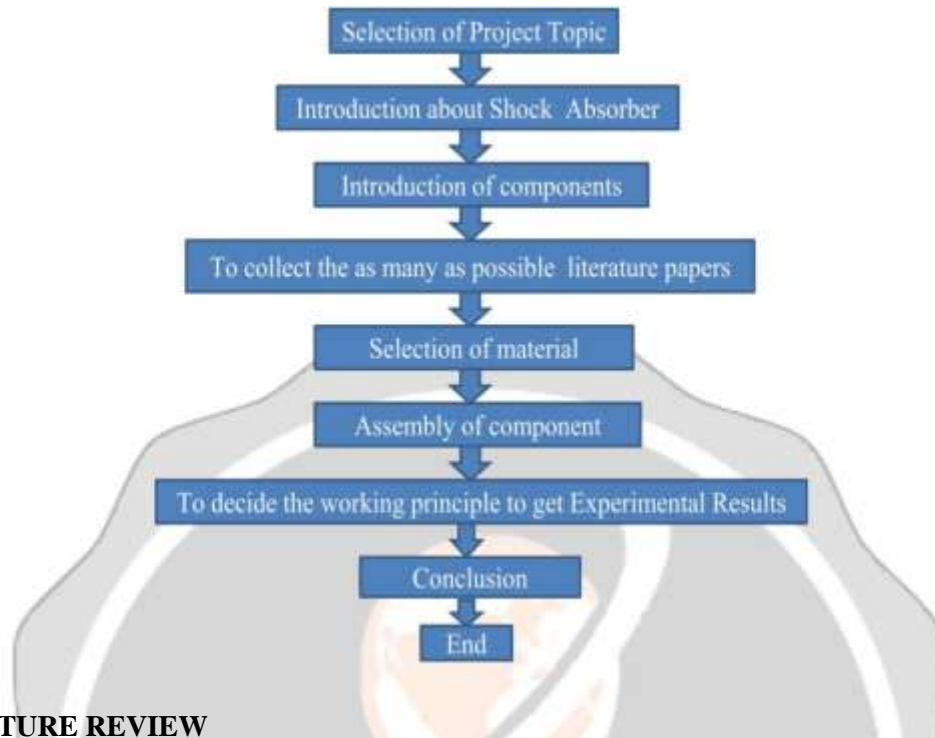 Selection of Project Topic
Introduction about Shock Absorber
Introduction of components
To collect the as many as possible literature papers
Selection of material
Assembly of component
To decide the working principle to get Experimental Results
Conclusion
End
TURE REVIEW